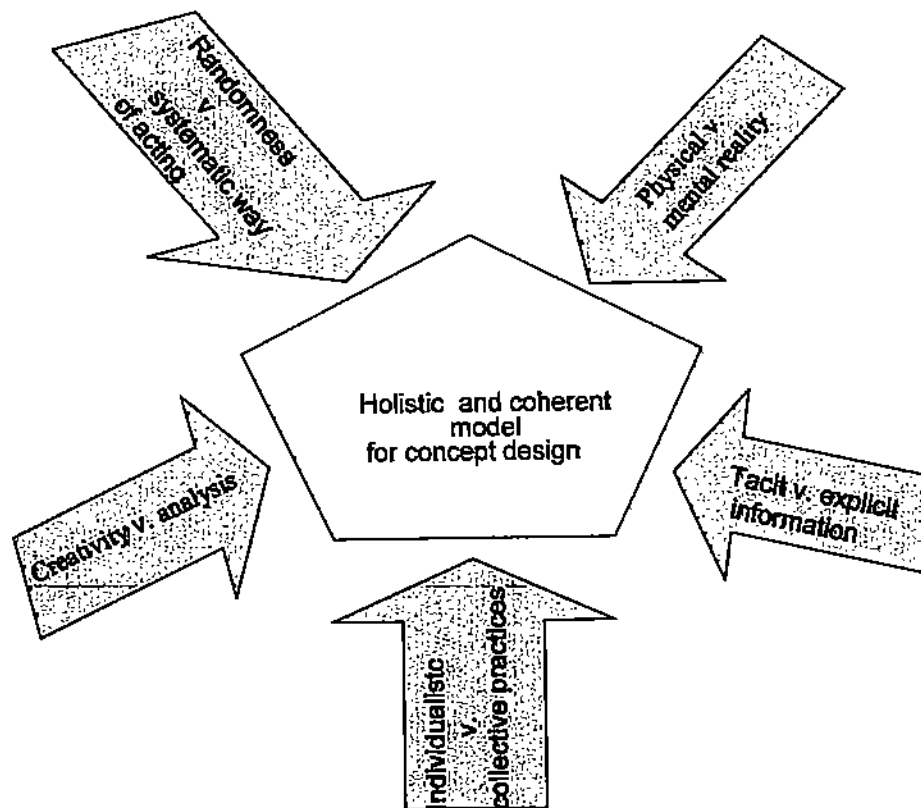 Randomness
v.
systematic way
of acting
Physical v.
mental reality
Holistic and coherent
model
for concept design
Creativity v. analysis
Tacit v. explicit
information
ndividualistc
v.
collective practices